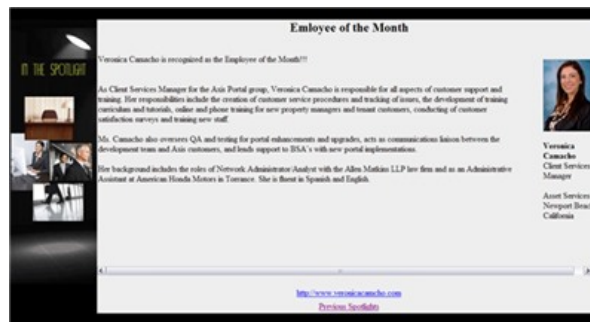 Emloyee of the Month
IN THE SPOTLIGHT
Veronica Camacho is recognized as the Employee of the Month!!!
As Client Services Manager for the Axis Portal group, Veronica Camacho is responsible for all aspects of customer support and
training. Her responsibilities include the creation of customer service procedures and tracking of issues, the development of training
curriculum and tutorials, online and phone training for new property managers and tenant customers, conducting of customer
satisfaction surveys and training new staff.
Ms. Camacho also oversees QA and testing for portal enhancements and upgrades, acts as communications liaison between the
development team and Axis customers, and lends support to BSA's with new portal implementations.
Her background includes the roles of Network Administrator/Analyst with the Allen Matkins LLP law firm and as an Administrative
Assistant at American Honda Motors in Torrance. She is fluent in Spanish and English.
Veronica
Camacho
Client Services
Manager
Asset Services
Newport Beac
California
http://www.veronicacamcho.com
Previous Spotlights